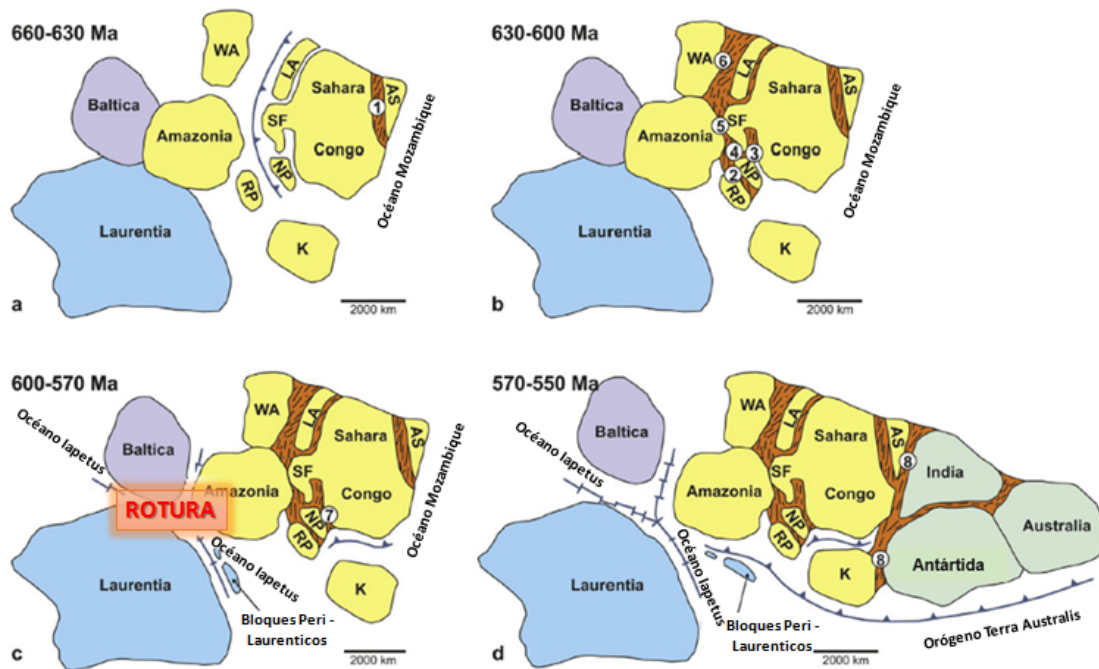 660-630 Ma
WA
LA
Baltica
Sahara
AS
1
Amazonia
SF
Congo
NP
RP
Laurentia
K
Océano Mozambique
a
2000 km
630-600 Ma
WA
6
LA
Baltica
Sahara
AS
Amazonia
5
SF
4
3
Congo
2
NP
RP
Laurentia
K
Océano Mozambique
b
2000 km
600-570 Ma
Océano Iapetus
WA
LA
Baltica
Sahara
AS
ROTURA
Amazonia
SF
Congo
NP
7
RP
Océano Iapetus
Laurentia
K
Océano Mozambique
Bloques Peri -
Laurenticos
c
2000 km
570-550 Ma
Océano Iapetus
WA
LA
Baltica
Sahara
AS
8
India
Amazonia
SF
Congo
NP
RP
Australia
Océano Iapetus
Laurentia
K
8
Antártida
Bloques Peri -
Laurenticos
Orógeno Terra Australis
d
2000 km